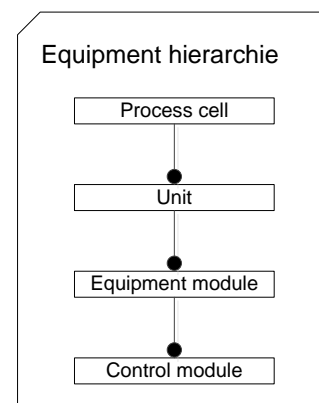 Equipment hierarchie
Process cell
Unit
Equipment module
Control module